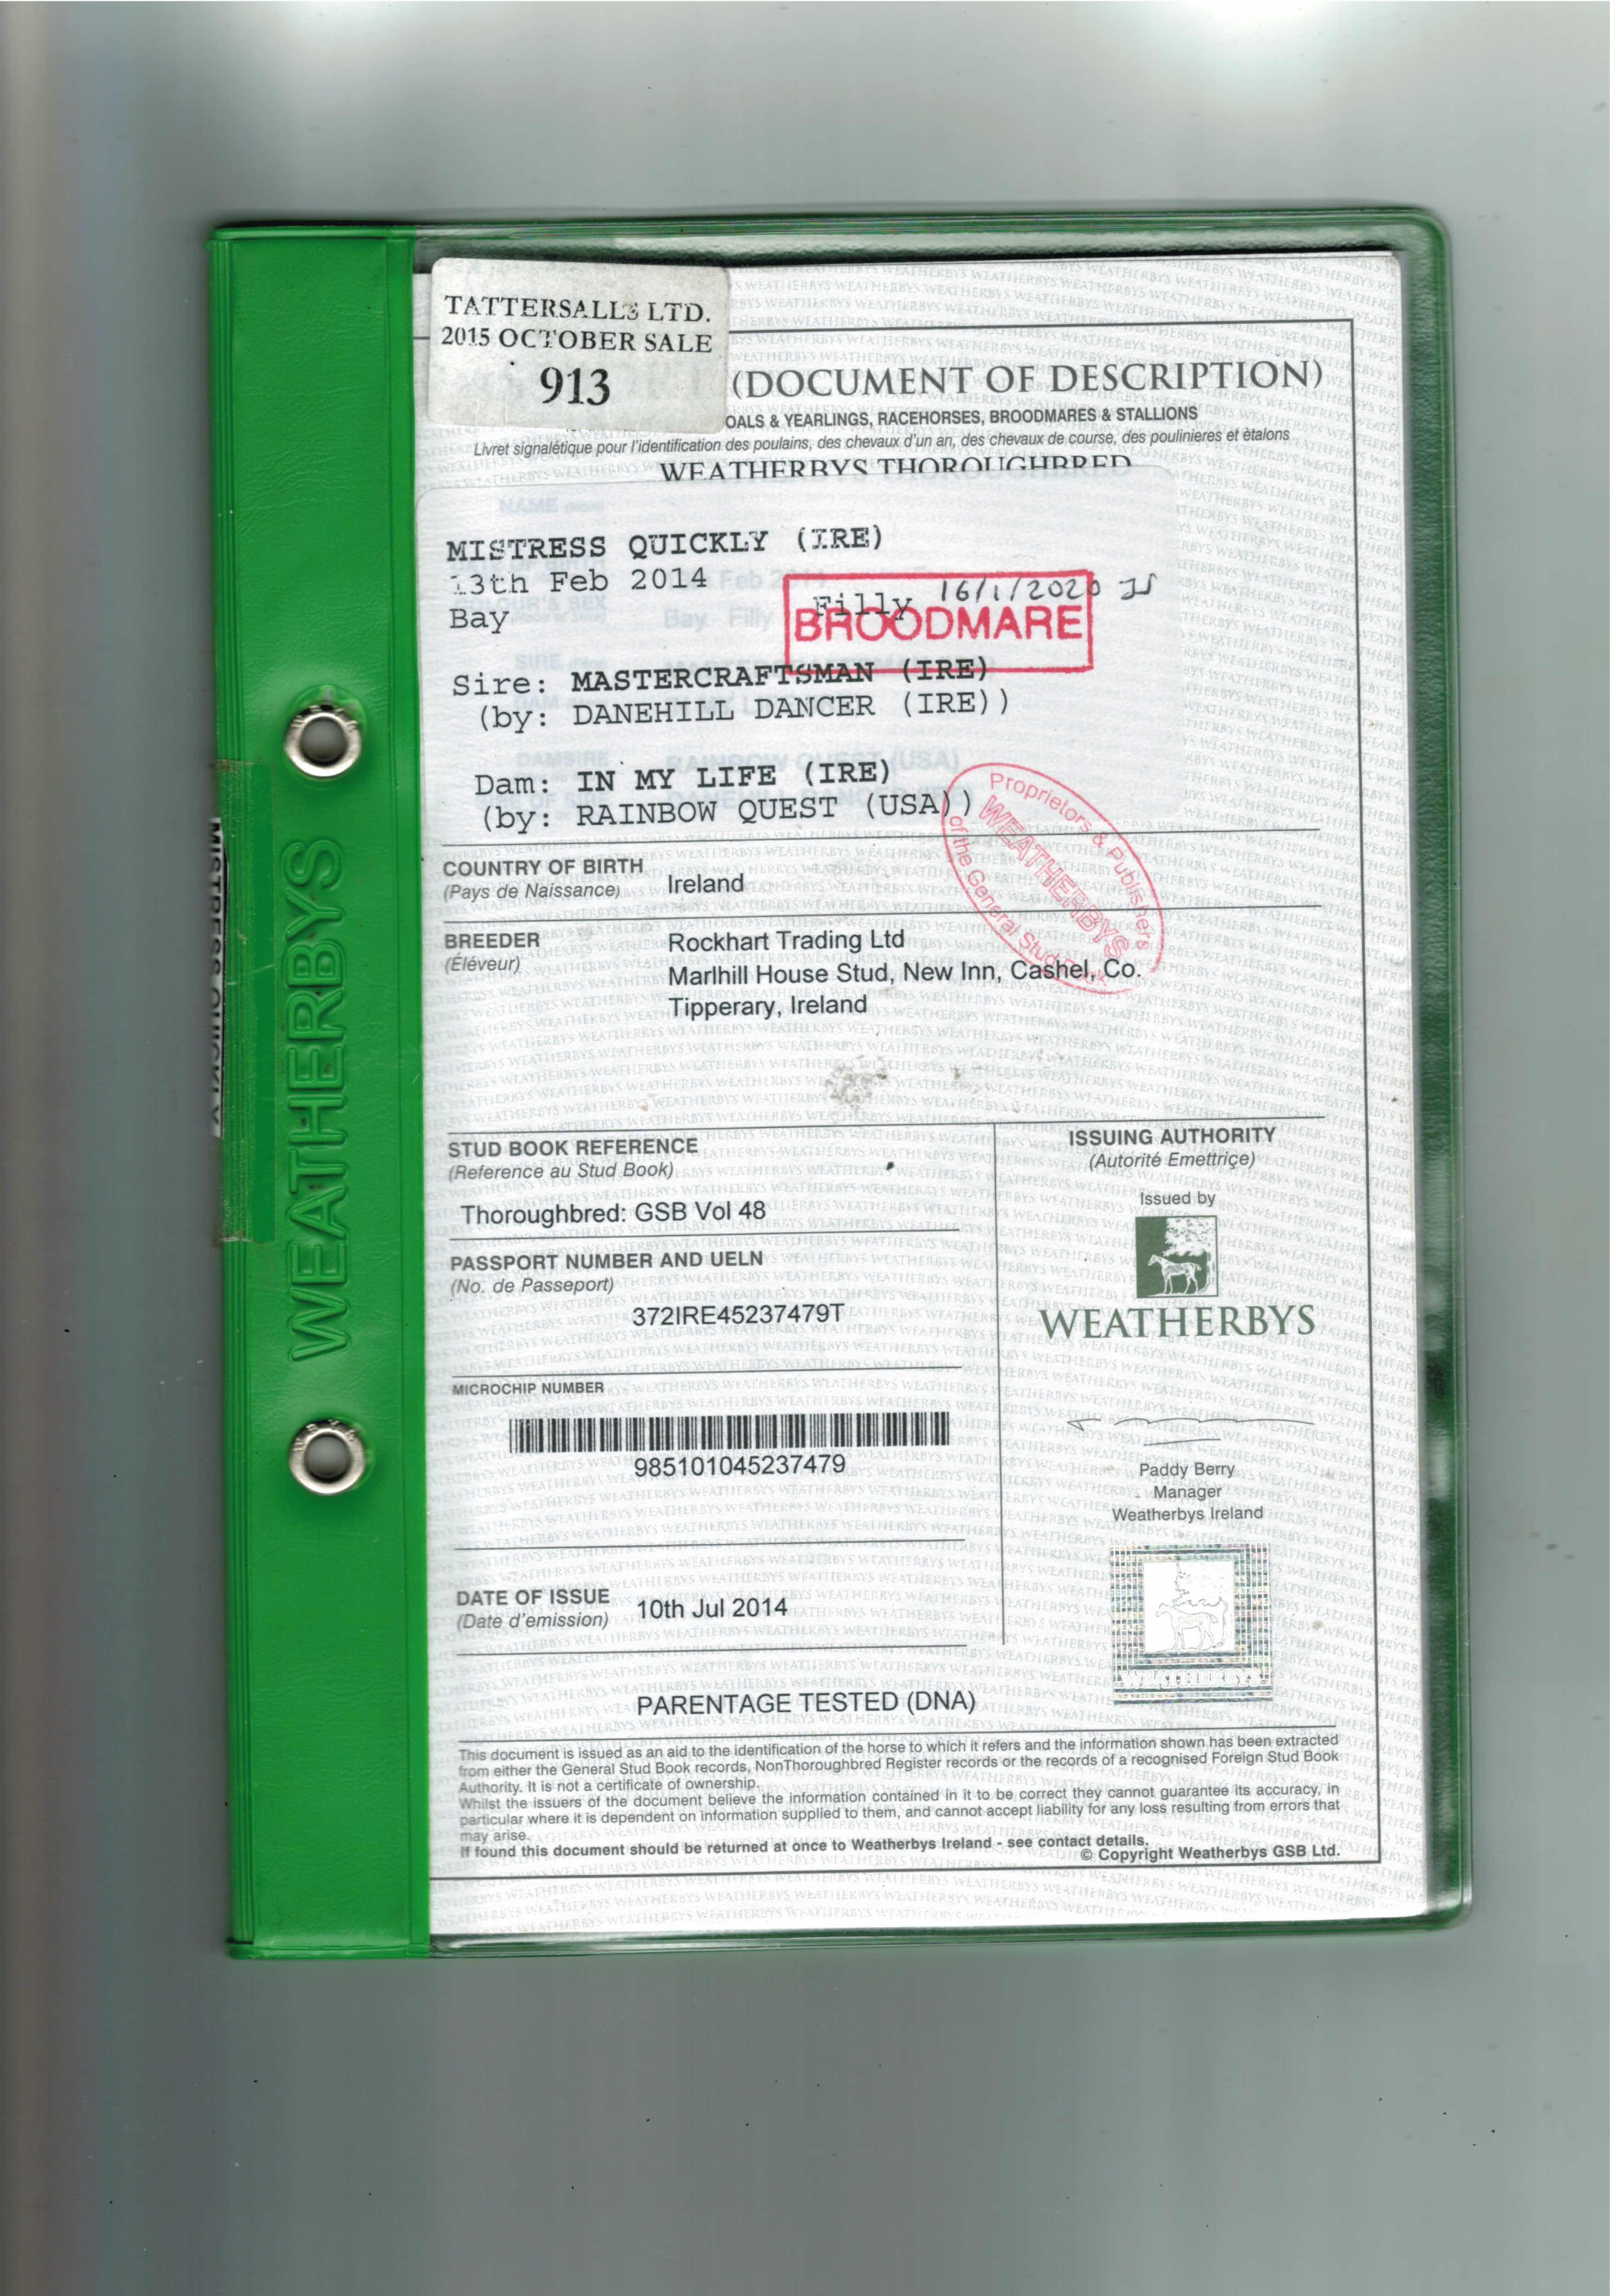 TATTERSALLS LTD.
2015 OCTOBER SALE
913
(DOCUMENT OF DESCRIPTION)
OALS & YEARLINGS, RACEHORSES, BROODMARES & STALLIONS
Livret signalétique pour l'identification des poulains, des chevaux d'un an, des chevaux de course, des poulinieres et ètalons
WEATHERBYS THOROUGHBRED
MISTRESS QUICKLY (IRE)
13th Feb 2014
16/1/2020 JS
Bay Filly
BROODMARE
Sire: MASTERCRAFTSMAN (IRE)
(by: DANEHILL DANCER (IRE))
Dam: IN MY LIFE (IRE)
(by: RAINBOW QUEST (USA))
Proprietors & Publishers
WEATHERBYS
of the General Stud Book
COUNTRY OF BIRTH
(Pays de Naissance)
Ireland
BREEDER
(Éléveur)
Rockhart Trading Ltd
Marlhill House Stud, New Inn, Cashel, Co.
Tipperary, Ireland
STUD BOOK REFERENCE
(Reference au Stud Book)
Thoroughbred: GSB Vol 48
PASSPORT NUMBER AND UELN
(No. de Passeport)
372IRE45237479T
MICROCHIP NUMBER
985101045237479
DATE OF ISSUE
(Date d'emission)
10th Jul 2014
ISSUING AUTHORITY
(Autorité Emettriçe)
Issued by
WEATHERBYS
Paddy Berry
Manager
Weatherbys Ireland
WEATHERBYS
PARENTAGE TESTED (DNA)
This document is issued as an aid to the identification of the horse to which it refers and the information shown has been extracted
from either the General Stud Book records, NonThoroughbred Register records or the records of a recognised Foreign Stud Book
Authority. It is not a certificate of ownership.
Whilst the issuers of the document believe the information contained in it to be correct they cannot guarantee its accuracy, in
particular where it is dependent on information supplied to them, and cannot accept liability for any loss resulting from errors that
may arise.
If found this document should be returned at once to Weatherbys Ireland - see contact details.
© Copyright Weatherbys GSB Ltd.
WEATHERBYS
MISTRESS QUICKLY